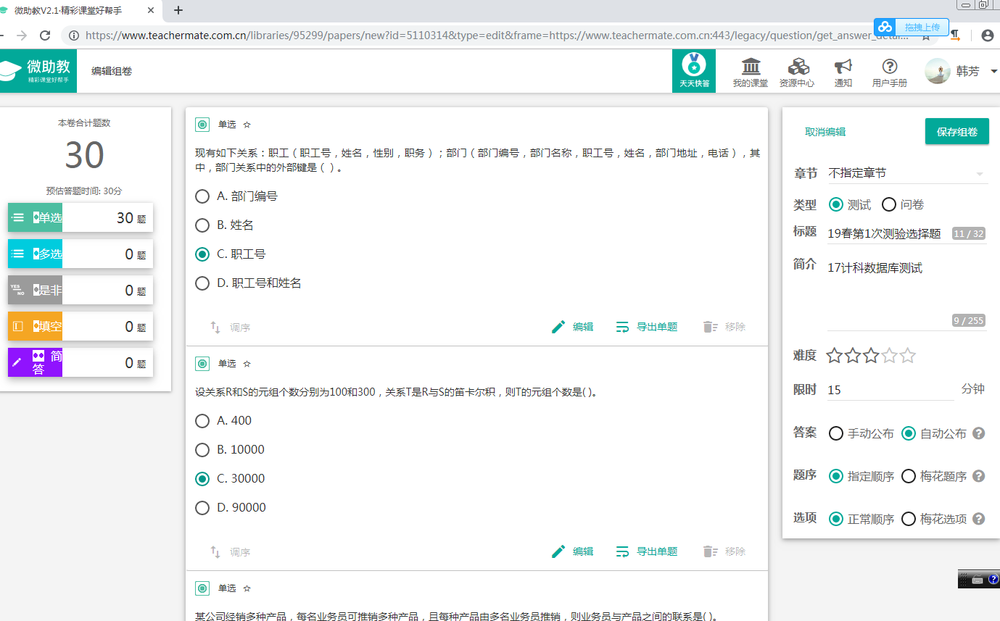 微助教V2.1·精彩课堂好帮手
https://www.teachermate.com.cn/libraries/95299/papers/new?id=5110314&type=edit&frame=https://www.teachermate.com.cn:443/legacy/question/get_answer_detai...
拖拽上传
微助教
精彩课堂好帮手
编辑组卷
天天快答
我的课堂
资源中心
通知
用户手册
韩芳
本卷合计题数
30
预估答题时间: 30分
单选 30 题
多选 0 题
YES NO 是非 0 题
填空 0 题
简答 0 题
单选
现有如下关系：职工（职工号，姓名，性别，职务）；部门（部门编号，部门名称，职工号，姓名，部门地址，电话），其
中，部门关系中的外部键是（ ）。
A. 部门编号
B. 姓名
C. 职工号
D. 职工号和姓名
调序 编辑 导出单题 移除
单选
设关系R和S的元组个数分别为100和300，关系T是R与S的笛卡尔积，则T的元组个数是( )。
A. 400
B. 10000
C. 30000
D. 90000
调序 编辑 导出单题 移除
单选
某公司经销多种产品，每名业务员可推销多种产品，且每种产品由多名业务员推销，则业务员与产品之间的联系是( )。
取消编辑 保存组卷
章节 不指定章节
类型 测试 问卷
标题 19春第1次测验选择题 11 / 32
简介 17计科数据库测试
9 / 255
难度
限时 15 分钟
答案 手动公布 自动公布
题序 指定顺序 梅花题序
选项 正常顺序 梅花选项